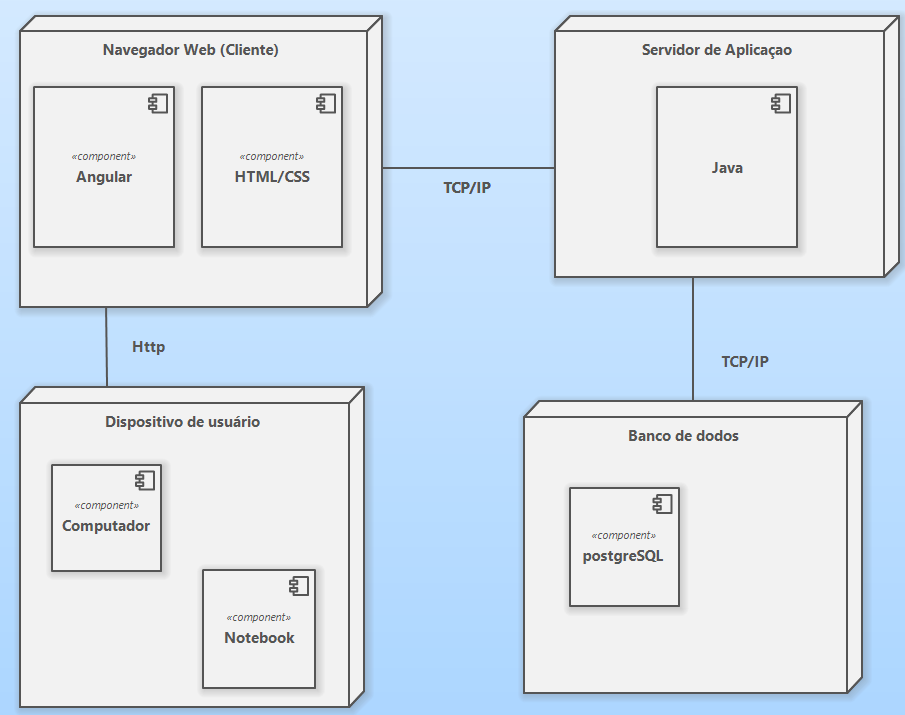 Navegador Web (Cliente)
«component»
Angular
«component»
HTML/CSS
TCP/IP
Servidor de Aplicaçao
Java
Http
TCP/IP
Dispositivo de usuário
«component»
Computador
«component»
Notebook
Banco de dodos
«component»
postgreSQL